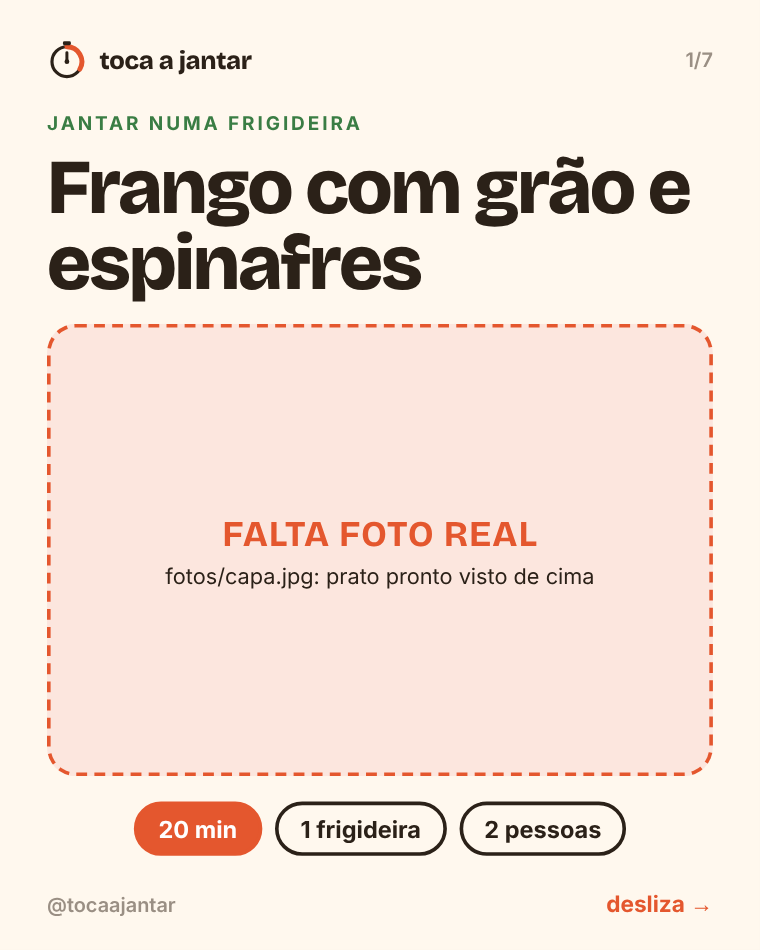 toca a jantar
1/7
JANTAR NUMA FRIGIDEIRA
Frango com grão e
espinafres
FALTA FOTO REAL
fotos/capa.jpg: prato pronto visto de cima
20 min
1 frigideira
2 pessoas
@tocaajantar
desliza →